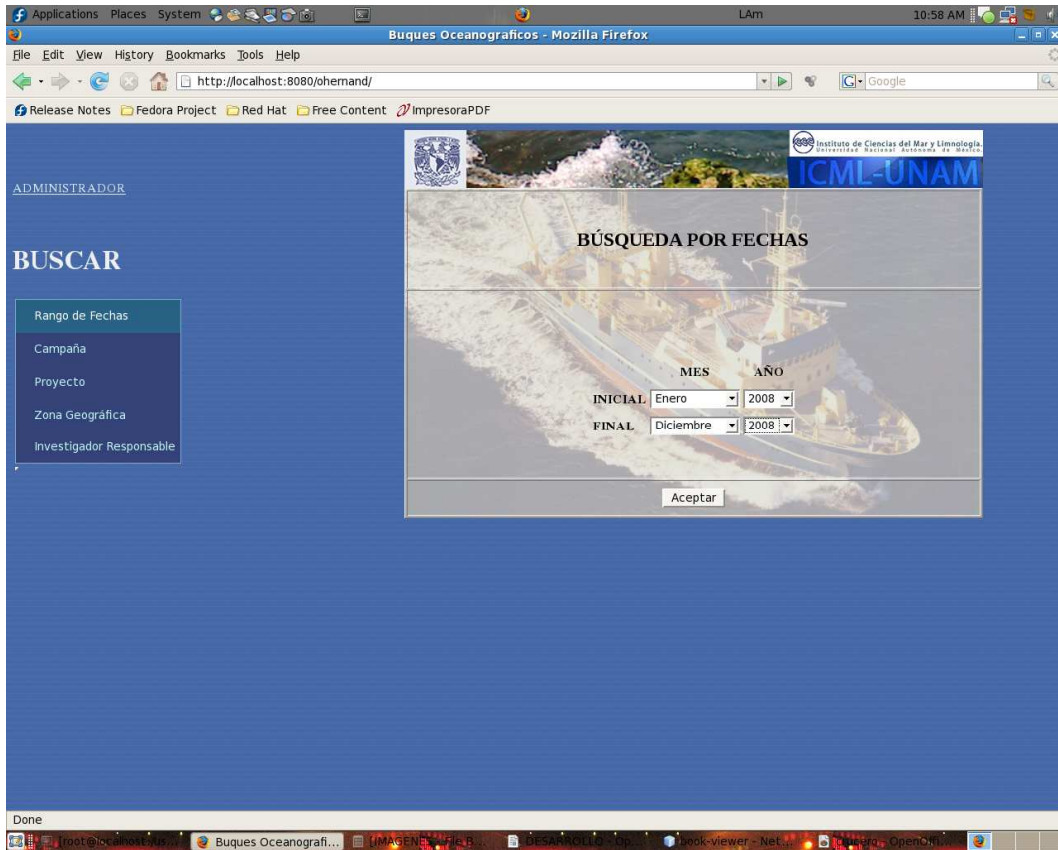 Applications Places System LAm 10:58 AM
Buques Oceanograficos - Mozilla Firefox
File Edit View History Bookmarks Tools Help
http://localhost:8080/ohernand/ Google
Release Notes Fedora Project Red Hat Free Content ImpresoraPDF
Instituto de Ciencias del Mar y Limnología.
Universidad Nacional Autónoma de México.
ICML-UNAM
ADMINISTRADOR
BUSCAR
Rango de Fechas
Campaña
Proyecto
Zona Geográfica
Investigador Responsable
BÚSQUEDA POR FECHAS
MES AÑO
INICIAL Enero 2008
FINAL Diciembre 2008
Aceptar
Done
Buques Oceanografi... book-viewer - Net...